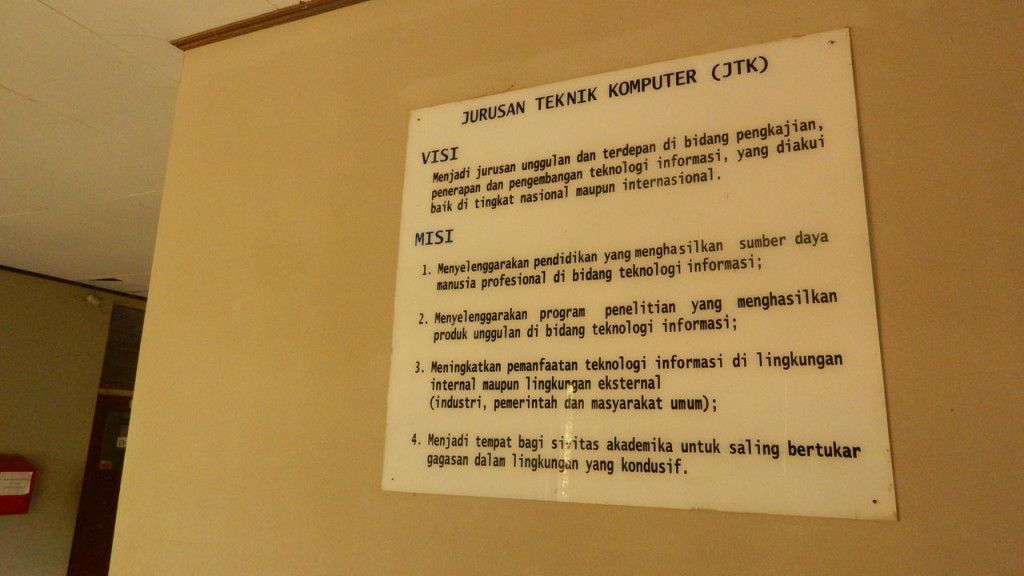 JURUSAN TEKNIK KOMPUTER (JTK)
VISI
Menjadi jurusan unggulan dan terdepan di bidang pengkajian,
penerapan dan pengembangan teknologi informasi, yang diakui
baik di tingkat nasional maupun internasional.
MISI
1. Menyelenggarakan pendidikan yang menghasilkan sumber daya
manusia profesional di bidang teknologi informasi;
2. Menyelenggarakan program penelitian yang menghasilkan
produk unggulan di bidang teknologi informasi;
3. Meningkatkan pemanfaatan teknologi informasi di lingkungan
internal maupun lingkungan eksternal
(industri, pemerintah dan masyarakat umum);
4. Menjadi tempat bagi sivitas akademika untuk saling bertukar
gagasan dalam lingkungan yang kondusif.